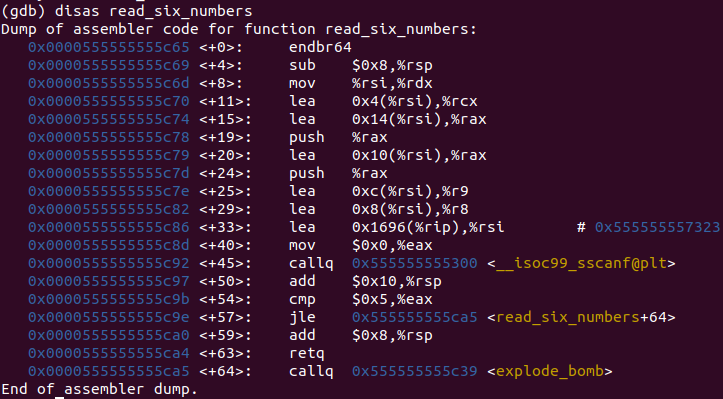 (gdb) disas read_six_numbers
Dump of assembler code for function read_six_numbers:
   0x0000555555555c65 <+0>:     endbr64
   0x0000555555555c69 <+4>:     sub    $0x8,%rsp
   0x0000555555555c6d <+8>:     mov    %rsi,%rdx
   0x0000555555555c70 <+11>:    lea    0x4(%rsi),%rcx
   0x0000555555555c74 <+15>:    lea    0x14(%rsi),%rax
   0x0000555555555c78 <+19>:    push   %rax
   0x0000555555555c79 <+20>:    lea    0x10(%rsi),%rax
   0x0000555555555c7d <+24>:    push   %rax
   0x0000555555555c7e <+25>:    lea    0xc(%rsi),%r9
   0x0000555555555c82 <+29>:    lea    0x8(%rsi),%r8
   0x0000555555555c86 <+33>:    lea    0x1696(%rip),%rsi        # 0x555555557323
   0x0000555555555c8d <+40>:    mov    $0x0,%eax
   0x0000555555555c92 <+45>:    callq  0x555555555300 <__isoc99_sscanf@plt>
   0x0000555555555c97 <+50>:    add    $0x10,%rsp
   0x0000555555555c9b <+54>:    cmp    $0x5,%eax
   0x0000555555555c9e <+57>:    jle    0x555555555ca5 <read_six_numbers+64>
   0x0000555555555ca0 <+59>:    add    $0x8,%rsp
   0x0000555555555ca4 <+63>:    retq
   0x0000555555555ca5 <+64>:    callq  0x555555555c39 <explode_bomb>
End of assembler dump.